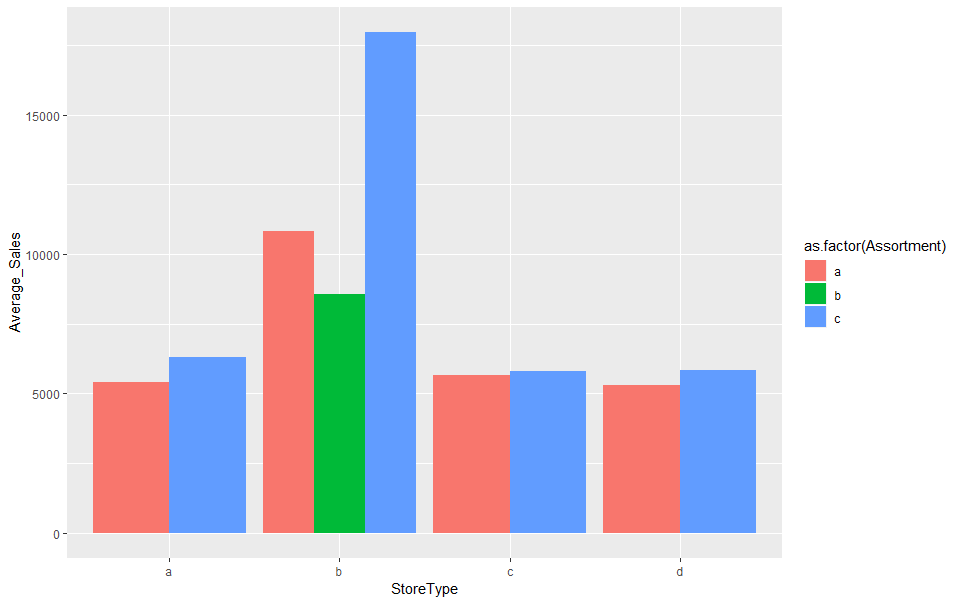 15000
10000
5000
0
Average_Sales
a
b
c
d
StoreType
as.factor(Assortment)
a
b
c